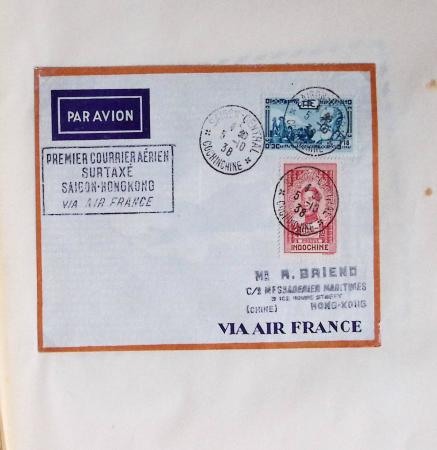 PAR AVION
PREMIER COURRIER AÉRIEN
SURTAXÉ
SAIGON-HONGKONG
VIA AIR FRANCE
SAIGON-CENTRAL
5-10
38
* COCHINCHINE *
INDOCHINE
MR R. BRIEND
C/O MESSAGERIES MARITIMES
STREET
(CHINE) HONG-KONG
VIA AIR FRANCE